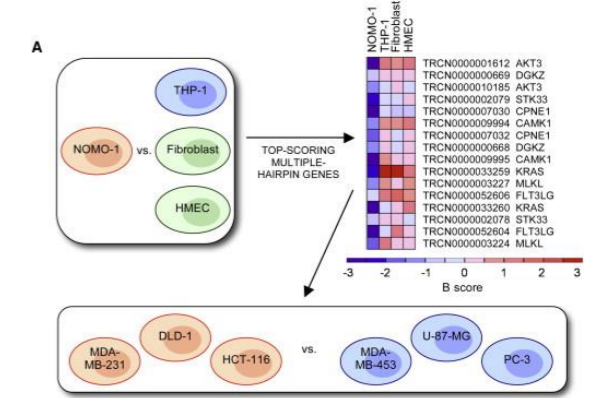 A
NOMO-1
THP-1
Fibroblast
HMEC
THP-1
NOMO-1
vs.
Fibroblast
HMEC
TOP-SCORING
MULTIPLE-
HAIRPIN GENES
TRCN0000001612 AKT3
TRCN0000000669 DGKZ
TRCN0000010185 AKT3
TRCN0000002079 STK33
TRCN0000007030 CPNE1
TRCN0000009994 CAMK1
TRCN0000007032 CPNE1
TRCN0000000668 DGKZ
TRCN0000009995 CAMK1
TRCN0000033259 KRAS
TRCN0000003227 MLKL
TRCN0000052606 FLT3LG
TRCN0000033260 KRAS
TRCN0000002078 STK33
TRCN0000052604 FLT3LG
TRCN0000003224 MLKL
-3 -2 -1 0 1 2 3
B score
MDA-
MB-231
DLD-1
HCT-116
vs.
MDA-
MB-453
U-87-MG
PC-3